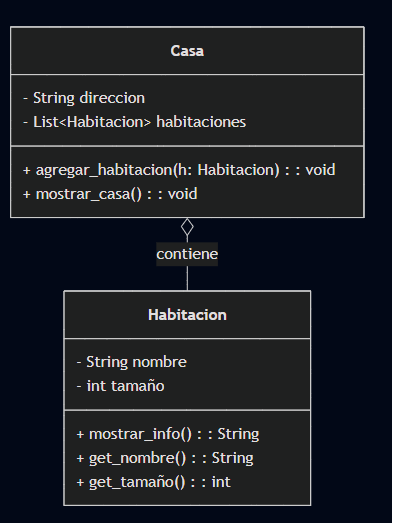 Casa
- String direccion
- List<Habitacion> habitaciones
+ agregar_habitacion(h: Habitacion) : : void
+ mostrar_casa() : : void
contiene
Habitacion
- String nombre
- int tamaño
+ mostrar_info() : : String
+ get_nombre() : : String
+ get_tamaño() : : int